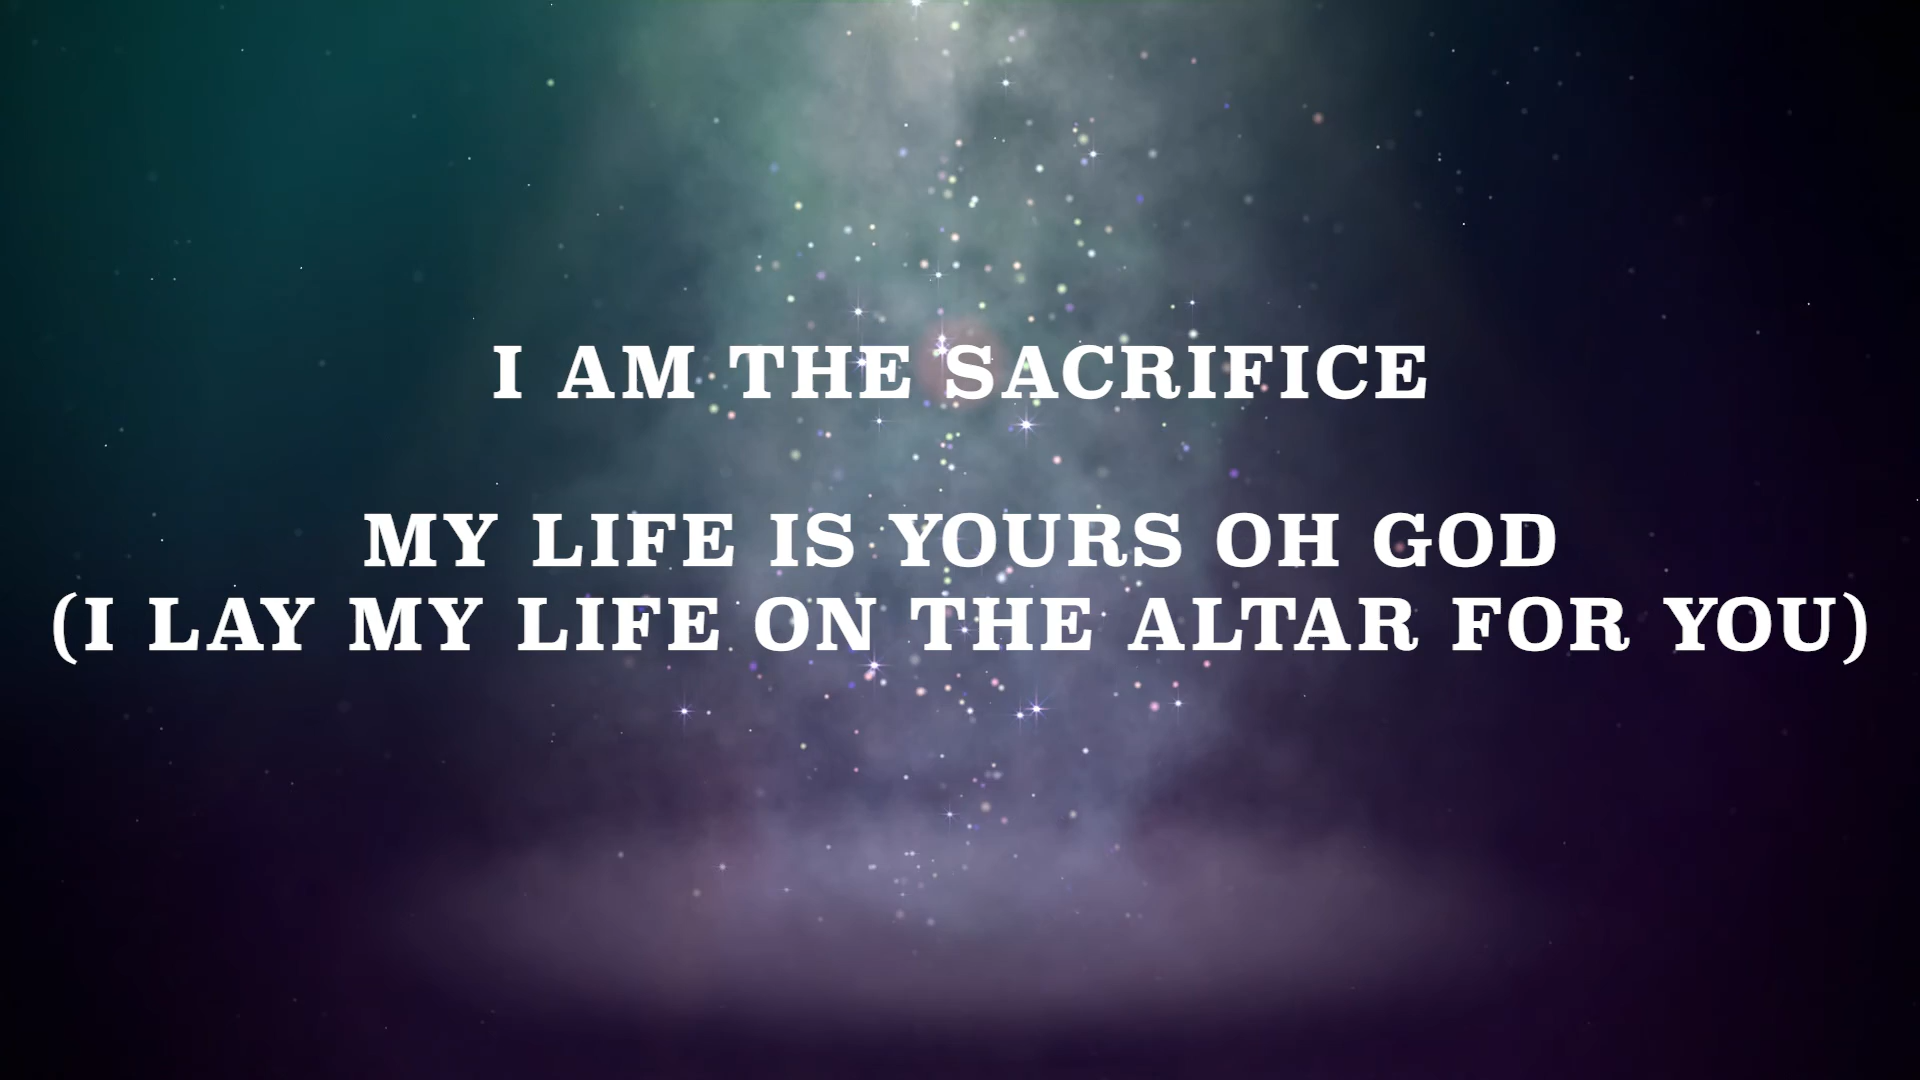 I AM THE SACRIFICE
MY LIFE IS YOURS OH GOD
(I LAY MY LIFE ON THE ALTAR FOR YOU)